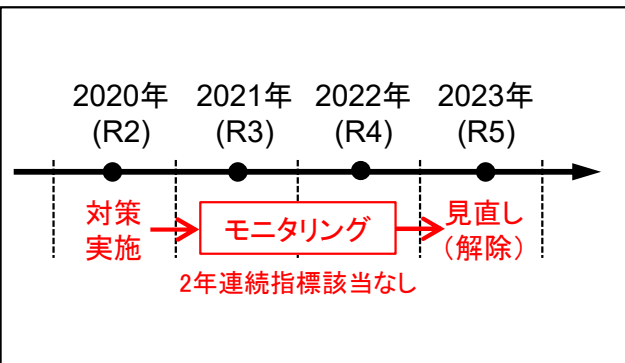 2020年 2021年 2022年 2023年
(R2) (R3) (R4) (R5)
対策
実施
モニタリング
見直し
（解除）
2年連続指標該当なし